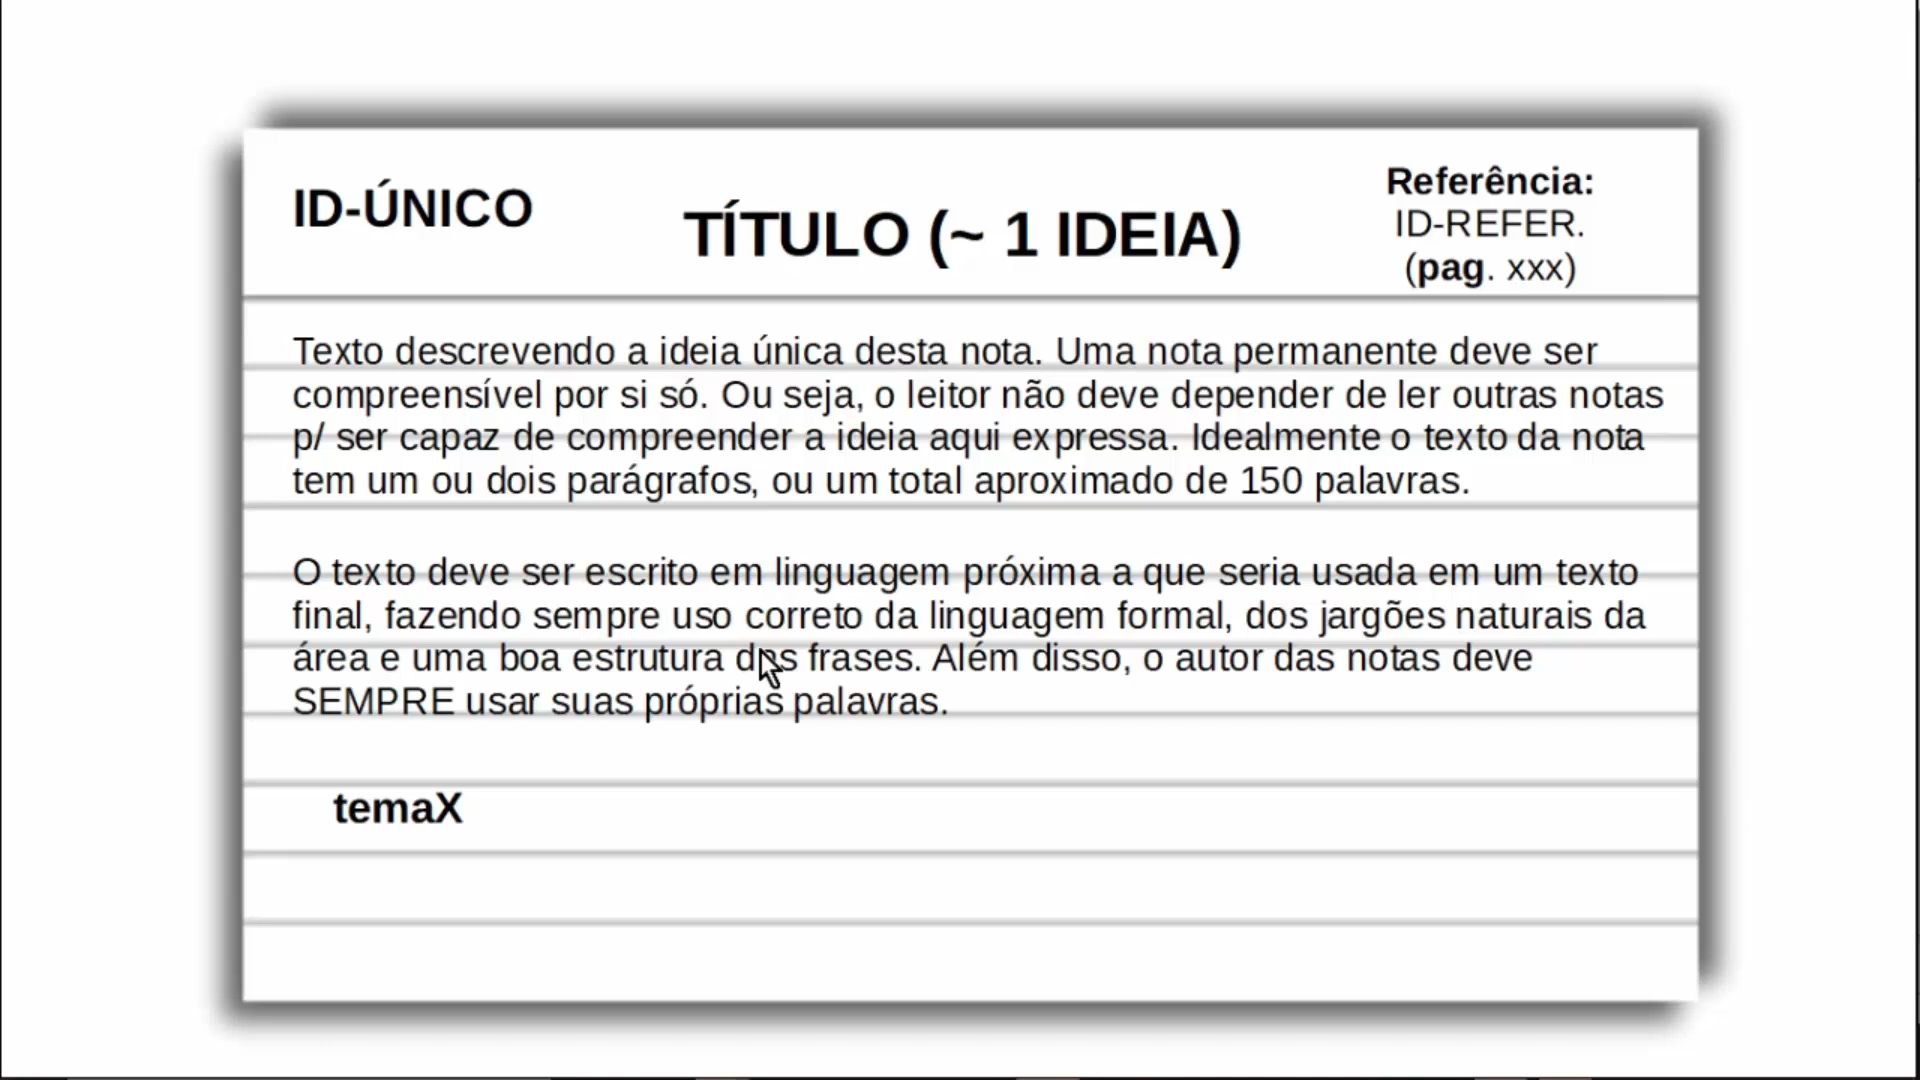 ID-ÚNICO
TÍTULO (~ 1 IDEIA)
Referência:
ID-REFER.
(pag. xxx)
Texto descrevendo a ideia única desta nota. Uma nota permanente deve ser
compreensível por si só. Ou seja, o leitor não deve depender de ler outras notas
p/ ser capaz de compreender a ideia aqui expressa. Idealmente o texto da nota
tem um ou dois parágrafos, ou um total aproximado de 150 palavras.
O texto deve ser escrito em linguagem próxima a que seria usada em um texto
final, fazendo sempre uso correto da linguagem formal, dos jargões naturais da
área e uma boa estrutura das frases. Além disso, o autor das notas deve
SEMPRE usar suas próprias palavras.
temaX